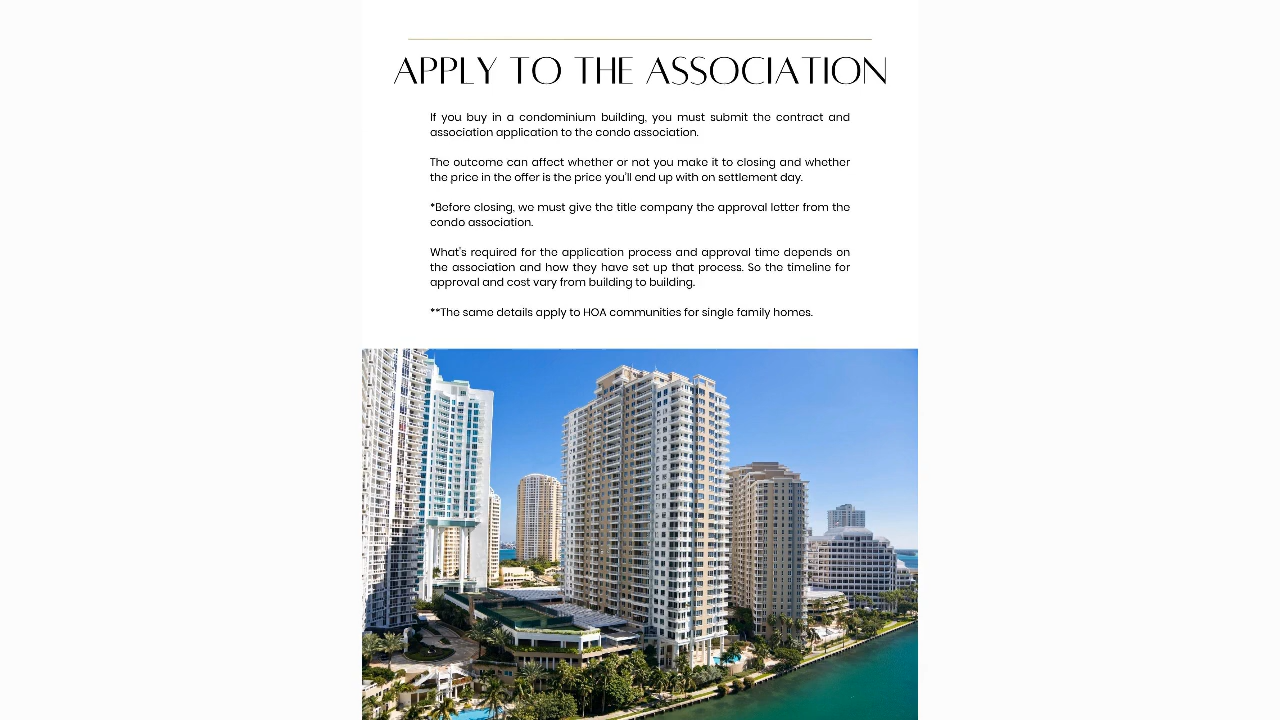 APPLY TO THE ASSOCIATION
If you buy in a condominium building, you must submit the contract and
association application to the condo association.
The outcome can affect whether or not you make it to closing and whether
the price in the offer is the price you'll end up with on settlement day.
*Before closing, we must give the title company the approval letter from the
condo association.
What's required for the application process and approval time depends on
the association and how they have set up that process. So the timeline for
approval and cost vary from building to building.
**The same details apply to HOA communities for single family homes.